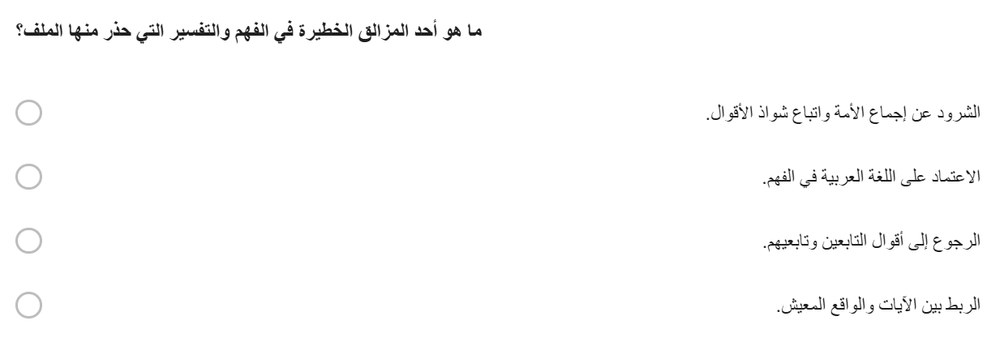 ما هو أحد المزالق الخطيرة في الفهم والتفسير التي حذر منها الملف؟
الشرود عن إجماع الأمة واتباع شواذ الأقوال.
الاعتماد على اللغة العربية في الفهم.
الرجوع إلى أقوال التابعين وتابعيهم.
الربط بين الآيات والواقع المعيش.